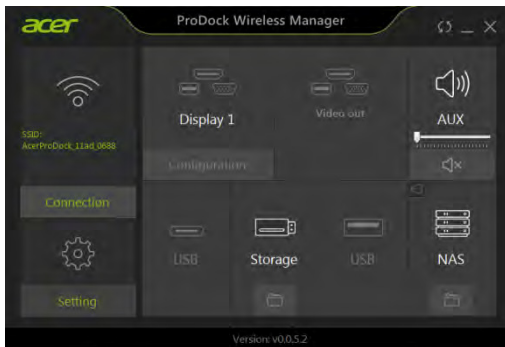 acer
ProDock Wireless Manager
Display 1
Video out
AUX
SSID:
AcerProDock_11ad_0688
Configuration
Connection
USB
Storage
USB
NAS
Setting
Version: v0.0.5.2